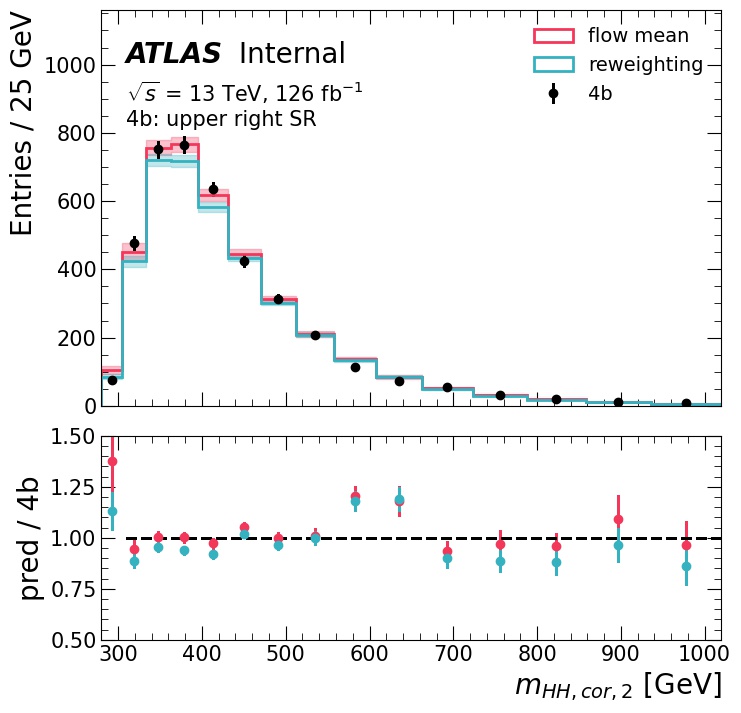 ATLAS Internal
√s = 13 TeV, 126 fb⁻¹
4b: upper right SR
flow mean
reweighting
4b
Entries / 25 GeV
1000
800
600
400
200
0
pred / 4b
1.50
1.25
1.00
0.75
0.50
300 400 500 600 700 800 900 1000
m_{HH,cor,2} [GeV]